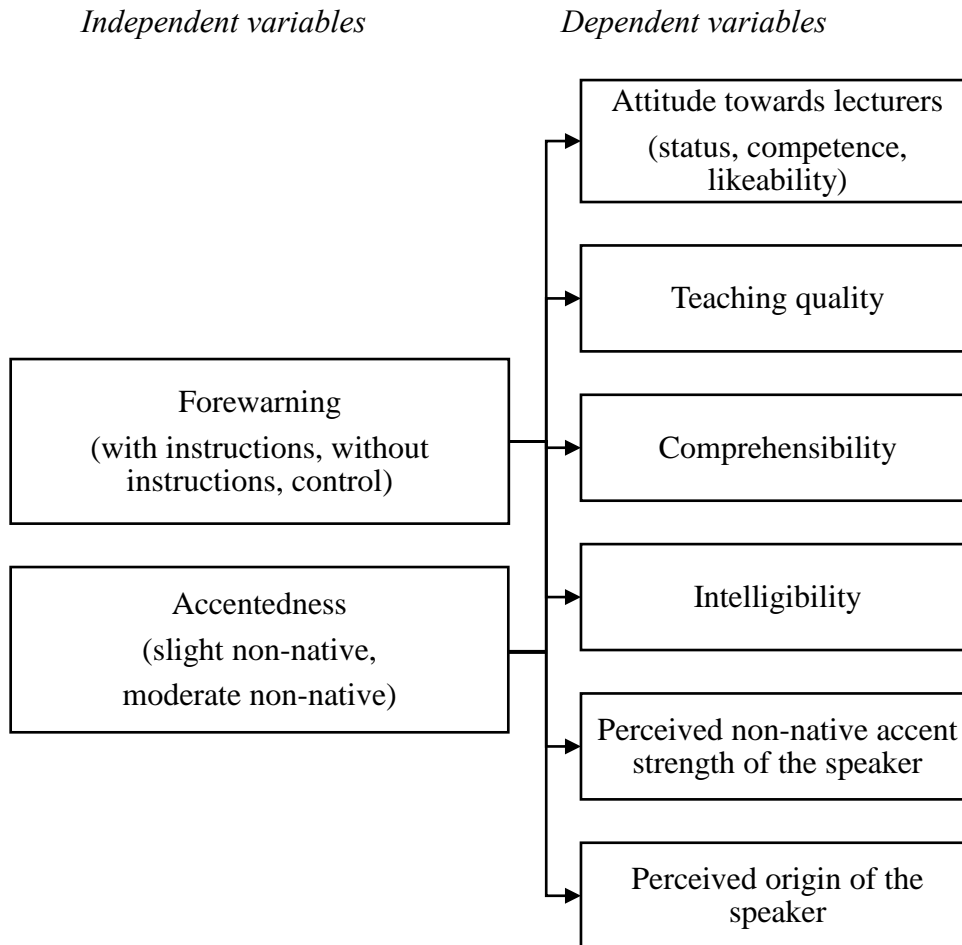 Independent variables
Dependent variables
Attitude towards lecturers
(status, competence,
likeability)
Teaching quality
Forewarning
(with instructions, without
instructions, control)
Comprehensibility
Accentedness
(slight non-native,
moderate non-native)
Intelligibility
Perceived non-native accent
strength of the speaker
Perceived origin of the
speaker